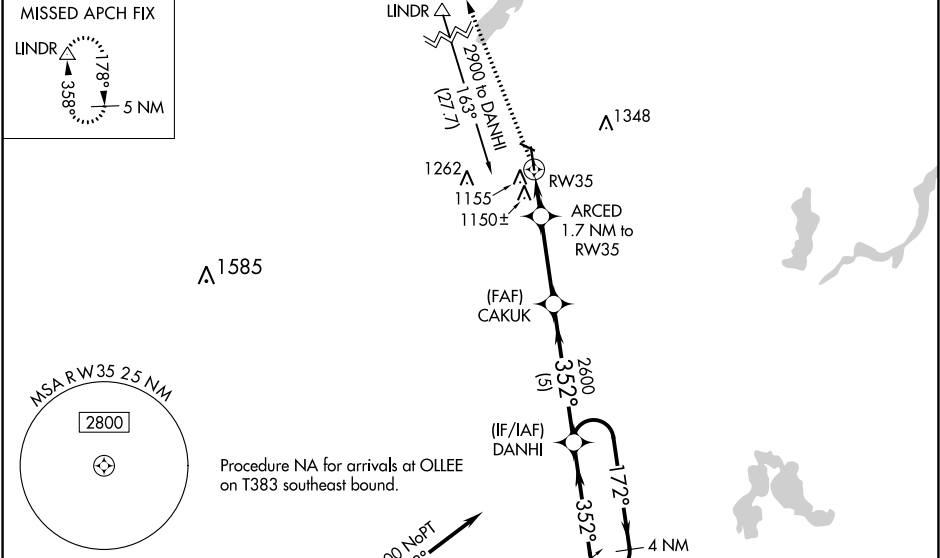 MISSED APCH FIX
LINDR
178°
358°
5 NM
LINDR
2900 to DANHI
163°
(27.7)
1348
1262
1155
1150±
RW35
ARCED
1.7 NM to
RW35
1585
(FAF)
CAKUK
2600
352°
(5)
MSA RW35 25 NM
2800
(IF/IAF)
DANHI
172°
Procedure NA for arrivals at OLLEE
on T383 southeast bound.
352°
NoPT
4 NM